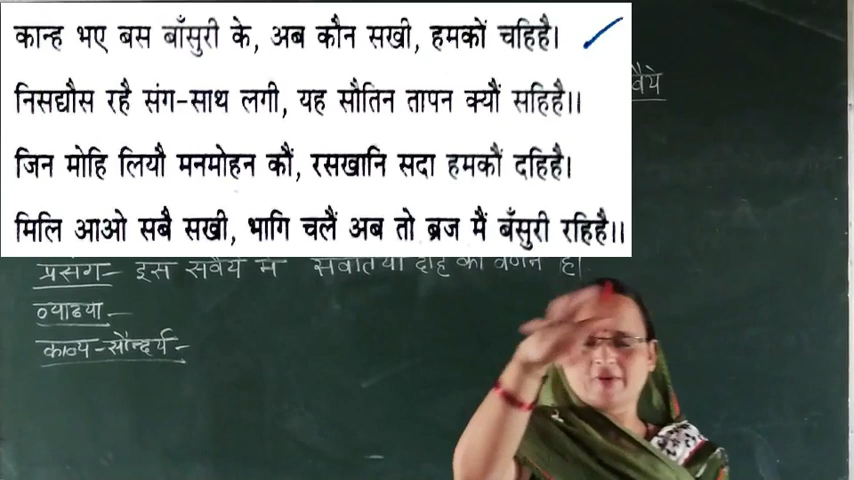 कान्ह भए बस बाँसुरी के, अब कौन सखी, हमकों चहिहै।
निसद्यौस रहै संग-साथ लगी, यह सौतिन तापन क्यौं सहिहै।।
जिन मोहि लियौ मनमोहन कौं, रसखानि सदा हमकौं दहिहै।
मिलि आओ सबै सखी, भागि चलैं अब तो ब्रज मैं बँसुरी रहिहै।।
प्रसंग- इस सवैये में
व्याख्या -
काव्य-सौन्दर्य -